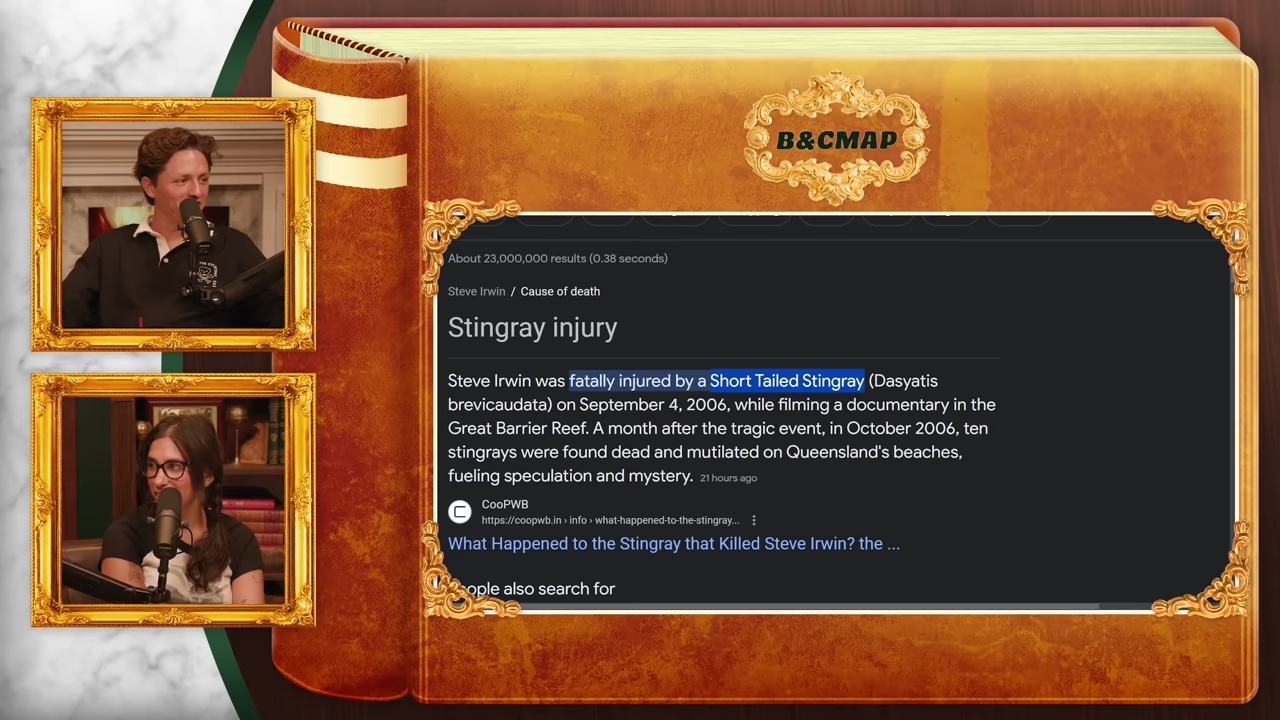 B&CMAP
About 23,000,000 results (0.38 seconds)
Steve Irwin / Cause of death
Stingray injury
Steve Irwin was fatally injured by a Short Tailed Stingray (Dasyatis
brevicaudata) on September 4, 2006, while filming a documentary in the
Great Barrier Reef. A month after the tragic event, in October 2006, ten
stingrays were found dead and mutilated on Queensland's beaches,
fueling speculation and mystery. 21 hours ago
CooPWB
https://coopwb.in › info › what-happened-to-the-stingray...
What Happened to the Stingray that Killed Steve Irwin? the ...
also search for